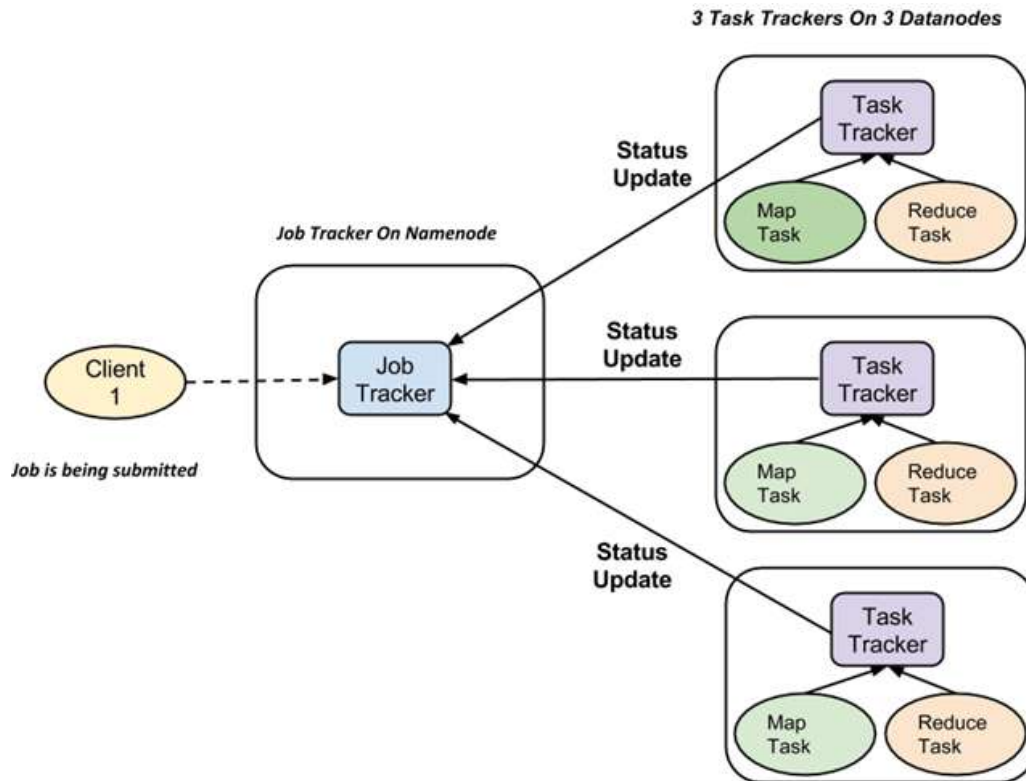 3 Task Trackers On 3 Datanodes
Task
Tracker
Status
Update
Map
Task
Reduce
Task
Job Tracker On Namenode
Status
Update
Task
Tracker
Client
1
Job
Tracker
Job is being submitted
Map
Task
Reduce
Task
Status
Update
Task
Tracker
Map
Task
Reduce
Task